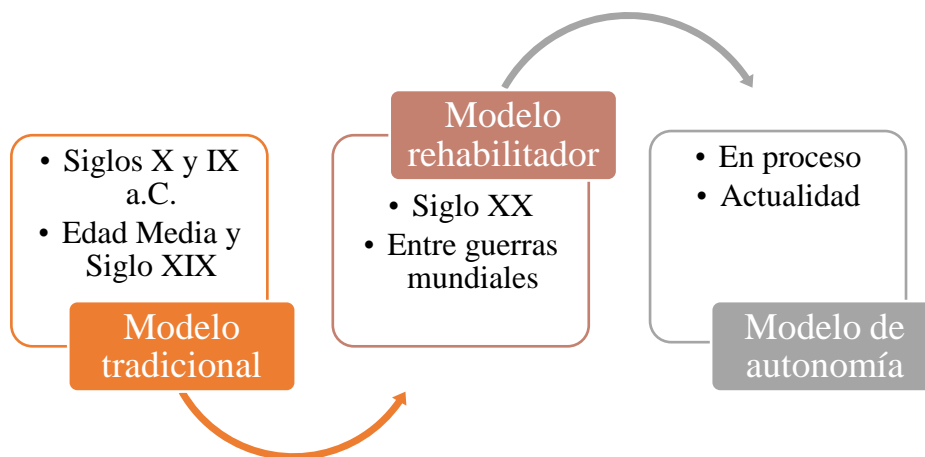 • Siglos X y IX
a.C.
• Edad Media y
Siglo XIX
Modelo
tradicional
Modelo
rehabilitador
• Siglo XX
• Entre guerras
mundiales
• En proceso
• Actualidad
Modelo de
autonomía